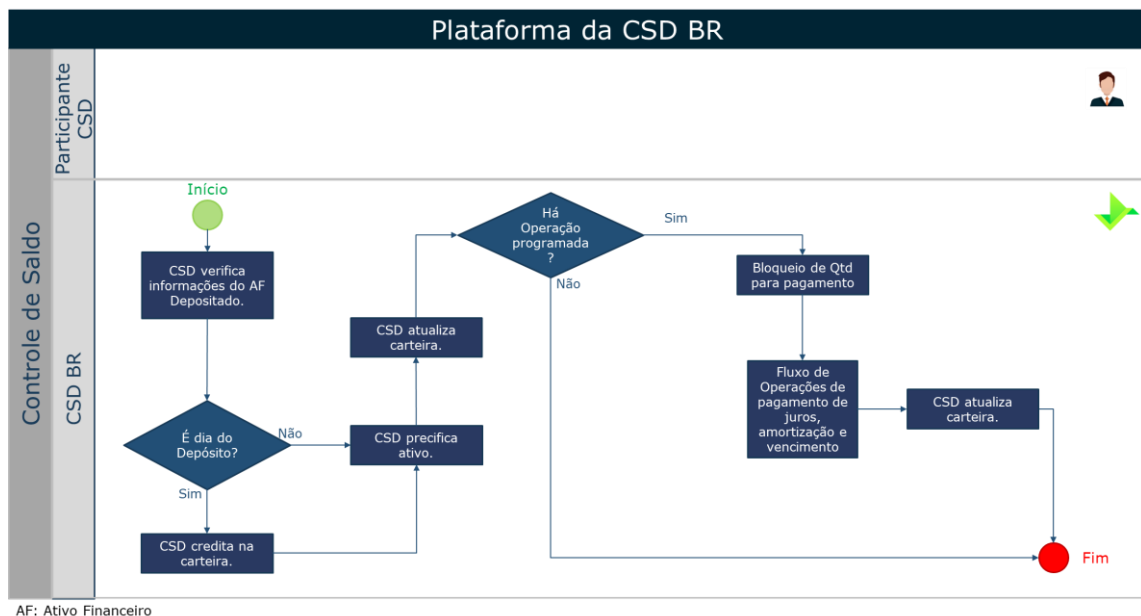 Plataforma da CSD BR
Controle de Saldo
Participante
CSD
CSD BR
Início
CSD verifica
informações do AF
Depositado.
É dia do
Depósito?
Não
Sim
CSD credita na
carteira.
CSD precifica
ativo.
CSD atualiza
carteira.
Há
Operação
programada
?
Sim
Não
Bloqueio de Qtd
para pagamento
Fluxo de
Operações de
pagamento de
juros,
amortização e
vencimento
CSD atualiza
carteira.
Fim
AF: Ativo Financeiro